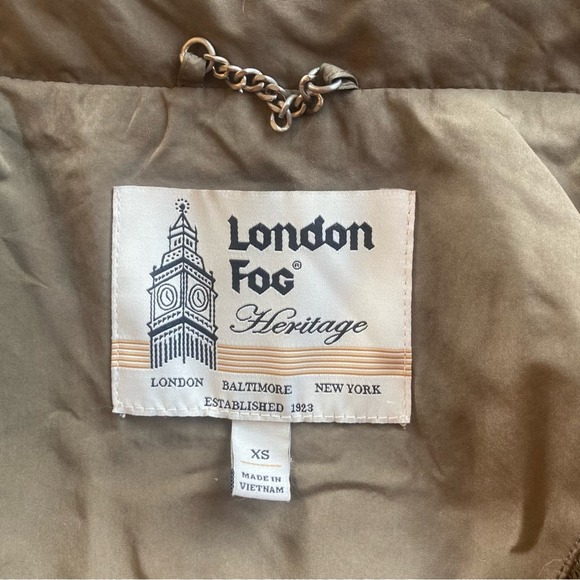 London
Fog®
Heritage
LONDON BALTIMORE NEW YORK
ESTABLISHED 1923
XS
MADE IN
VIETNAM